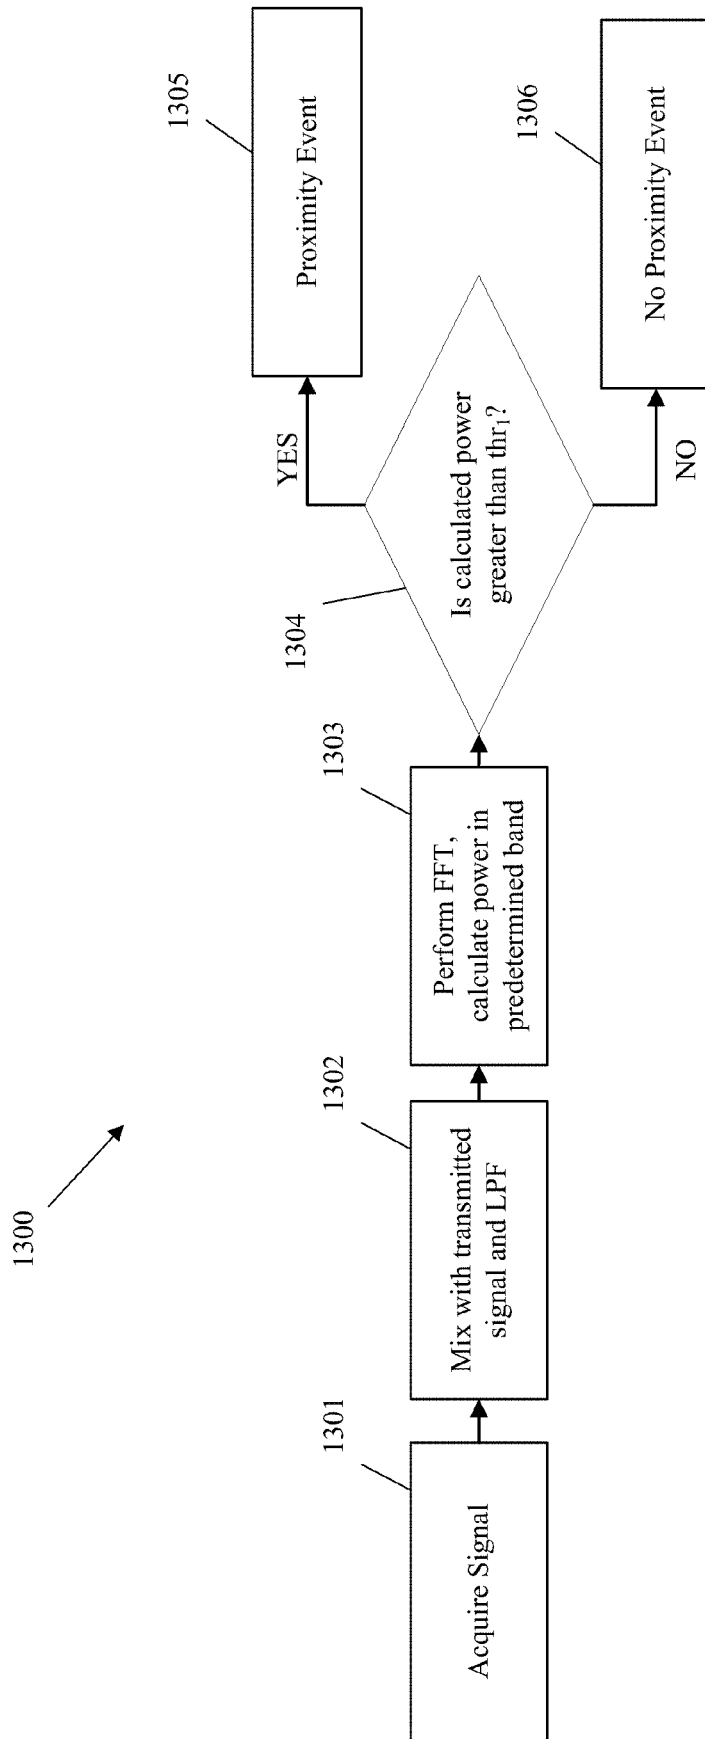 1300
1301
Acquire Signal
1302
Mix with transmitted
signal and LPF
1303
Perform FFT,
calculate power in
predetermined band
1304
Is calculated power
greater than thr₁?
YES
1305
Proximity Event
NO
1306
No Proximity Event